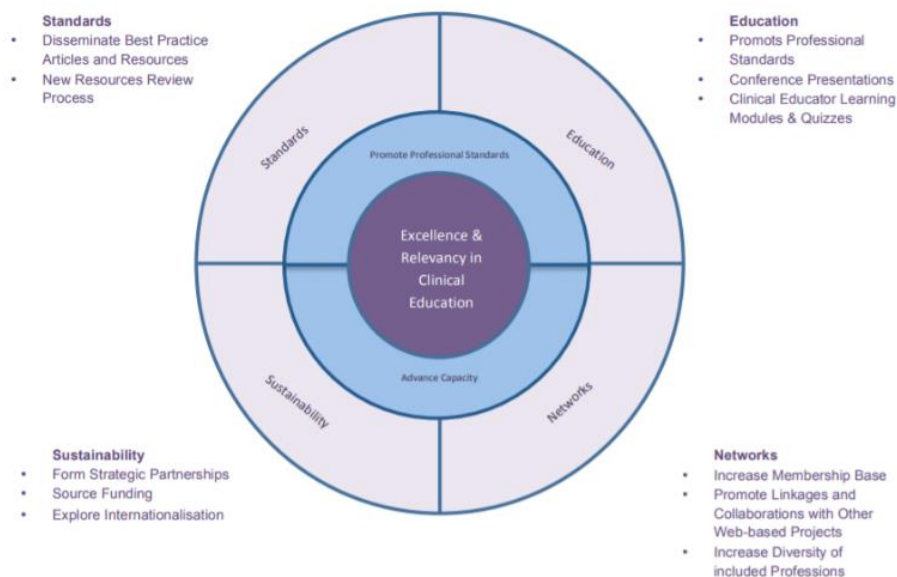 Standards
• Disseminate Best Practice
Articles and Resources
• New Resources Review
Process
Education
• Promots Professional
Standards
• Conference Presentations
• Clinical Educator Learning
Modules & Quizzes
Standards
Education
Promote Professional Standards
Excellence &
Relevancy in
Clinical
Education
Advance Capacity
Sustainability
Networks
Sustainability
• Form Strategic Partnerships
• Source Funding
• Explore Internationalisation
Networks
• Increase Membership Base
• Promote Linkages and
Collaborations with Other
Web-based Projects
• Increase Diversity of
included Professions